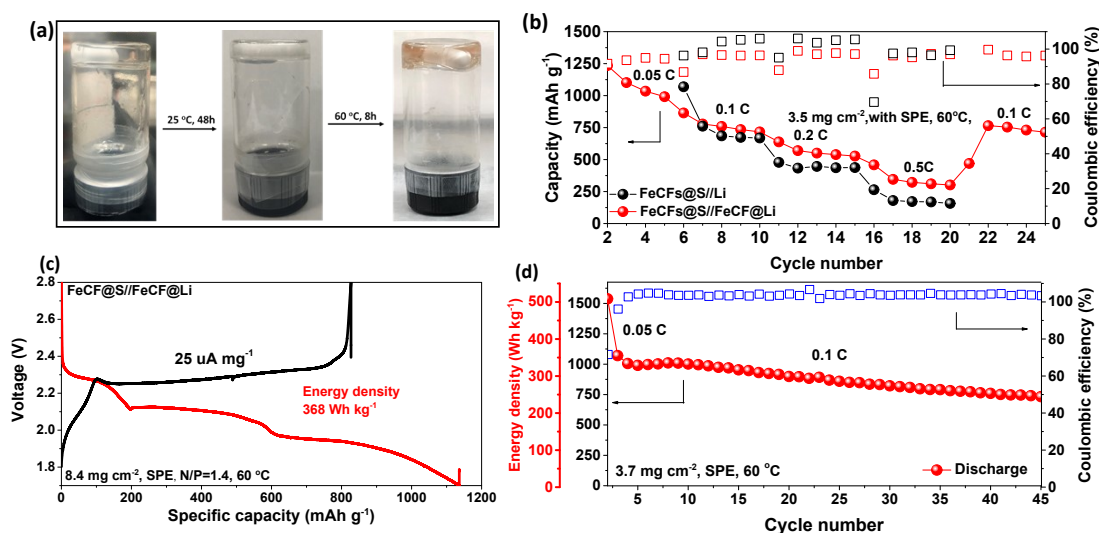 (a)
25 °C, 48h
60 °C, 8h
(b)
Capacity (mAh g⁻¹)
1500
1250
1000
750
500
250
0
0.05 C
0.1 C
0.2 C
3.5 mg cm⁻²,with SPE, 60°C,
0.5C
0.1 C
FeCFs@S//Li
FeCFs@S//FeCF@Li
2 4 6 8 10 12 14 16 18 20 22 24
Cycle number
100
80
60
40
20
0
Coulombic efficiency (%)
(c)
Voltage (V)
2.8
2.6
2.4
2.2
2.0
1.8
FeCF@S//FeCF@Li
25 uA mg⁻¹
Energy density
368 Wh kg⁻¹
8.4 mg cm⁻², SPE, N/P=1.4, 60 °C
0 200 400 600 800 1000 1200
Specific capacity (mAh g⁻¹)
(d)
Energy density (Wh kg⁻¹)
500
400
300
200
100
0
1500
1250
1000
750
500
250
0
0.05 C
0.1 C
3.7 mg cm⁻², SPE, 60 °C
Discharge
5 10 15 20 25 30 35 40 45
Cycle number
100
80
60
40
20
0
Coulombic efficiency (%)